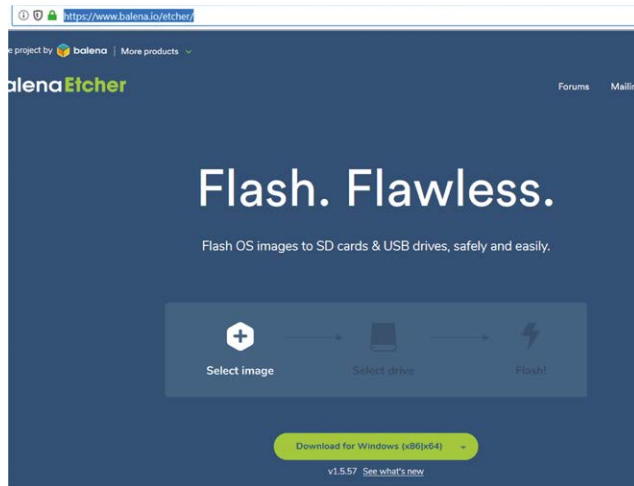 https://www.balena.io/etcher/
project by balena | More products
alenaEtcher
Forums
Flash. Flawless.
Flash OS images to SD cards & USB drives, safely and easily.
Select image
Select drive
Flash!
Download for Windows (x86|x64)
v1.5.57 See what's new